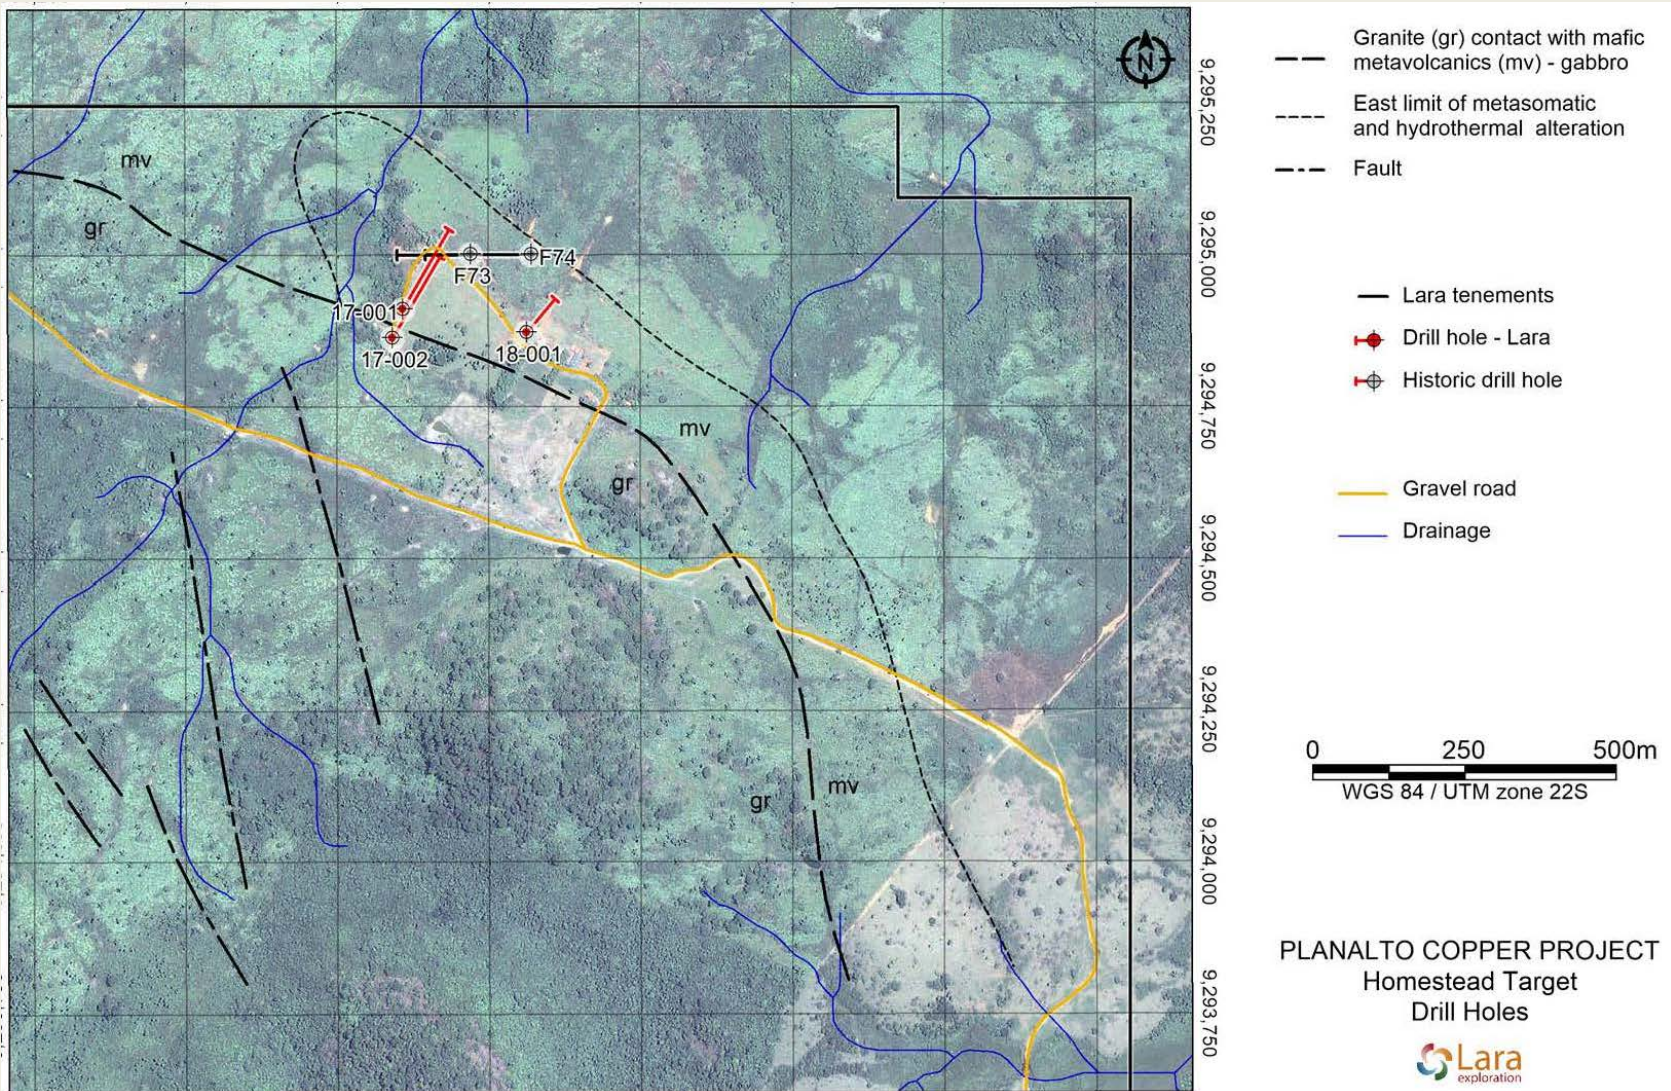 mv
gr
F73
F74
17-001
17-002
18-001
mv
gr
gr
mv
9,295,250
9,295,000
9,294,750
9,294,500
9,294,250
9,294,000
9,293,750
N
Granite (gr) contact with mafic
metavolcanics (mv) - gabbro
East limit of metasomatic
and hydrothermal alteration
Fault
Lara tenements
Drill hole - Lara
Historic drill hole
Gravel road
Drainage
0 250 500m
WGS 84 / UTM zone 22S
PLANALTO COPPER PROJECT
Homestead Target
Drill Holes
Lara
exploration